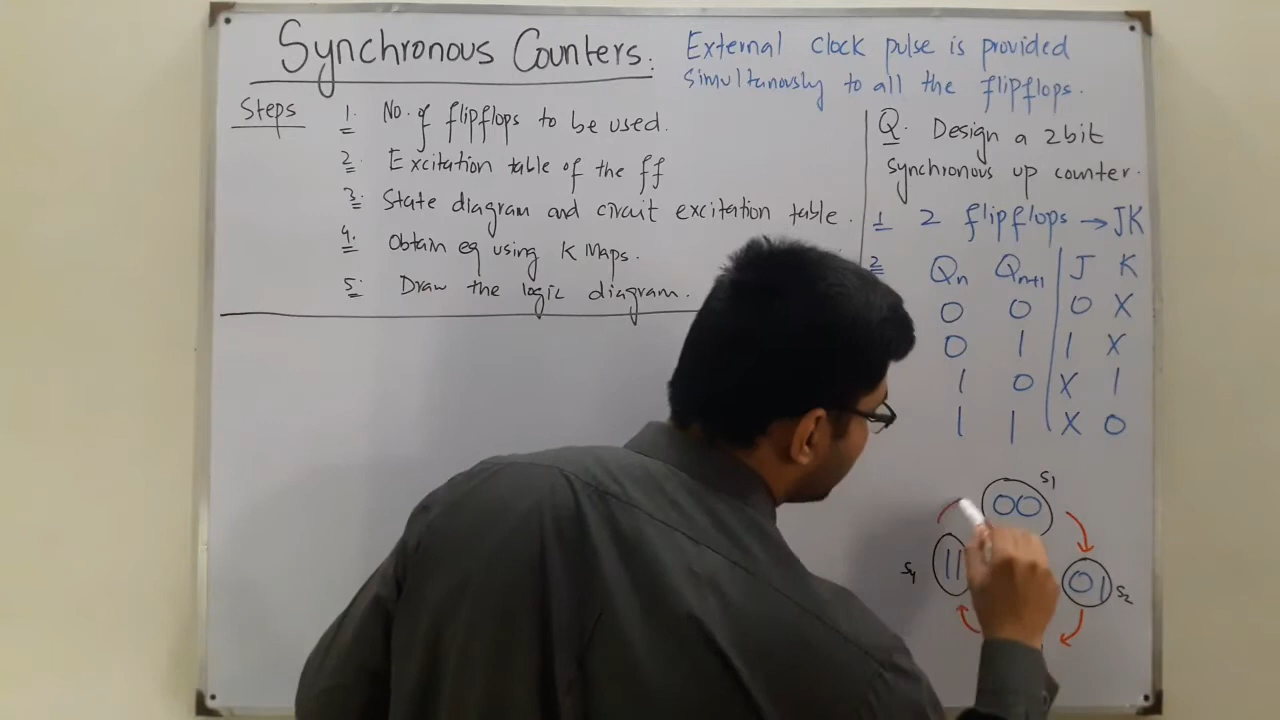 Synchronous Counters.
External clock pulse is provided
simultanously to all the flipflops.
Steps
1. No. of flipflops to be used.
2. Excitation table of the ff
3. State diagram and circuit excitation table.
4. Obtain eq using K Maps.
5. Draw the logic diagram.
Q. Design a 2bit
synchronous up counter.
1 2 flipflops → JK
2 Qn Qn+1 J K
0 0 0 X
0 1 1 X
1 0 X 1
1 1 X 0
00 S1
01 S2
11 S4